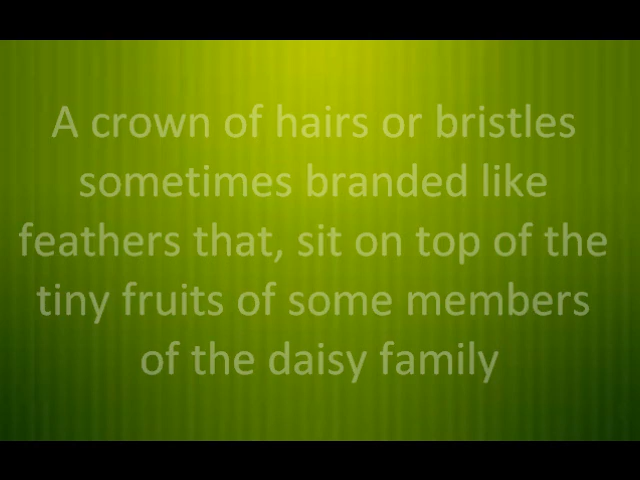 A crown of hairs or bristles
sometimes branded like
feathers that, sit on top of the
tiny fruits of some members
of the daisy family